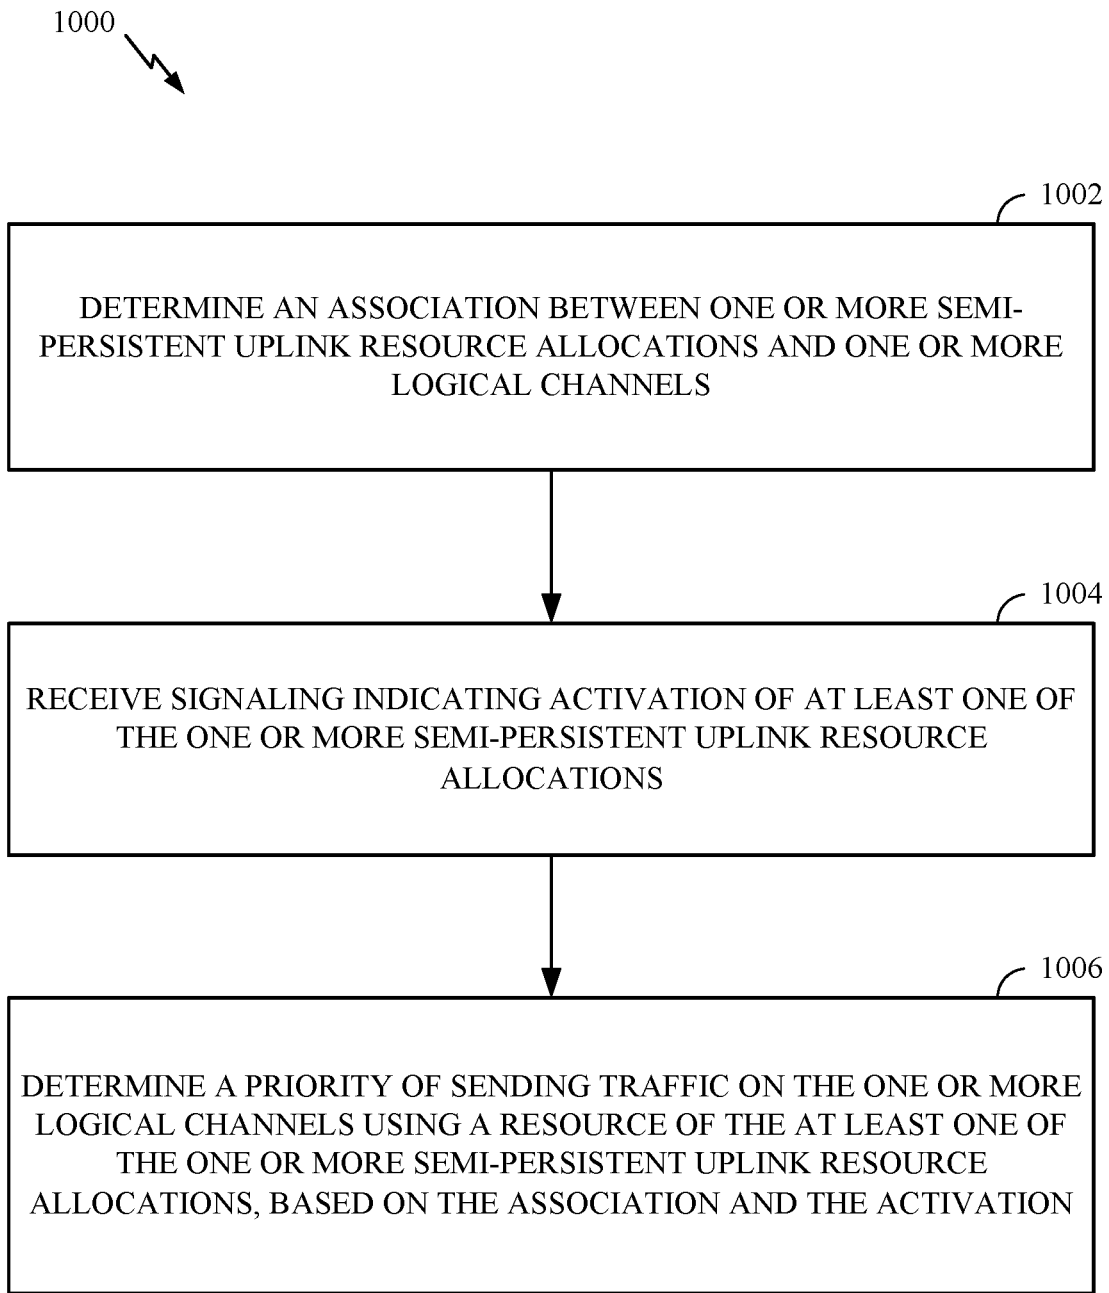 1000
1002
DETERMINE AN ASSOCIATION BETWEEN ONE OR MORE SEMI-
PERSISTENT UPLINK RESOURCE ALLOCATIONS AND ONE OR MORE
LOGICAL CHANNELS
1004
RECEIVE SIGNALING INDICATING ACTIVATION OF AT LEAST ONE OF
THE ONE OR MORE SEMI-PERSISTENT UPLINK RESOURCE
ALLOCATIONS
1006
DETERMINE A PRIORITY OF SENDING TRAFFIC ON THE ONE OR MORE
LOGICAL CHANNELS USING A RESOURCE OF THE AT LEAST ONE OF
THE ONE OR MORE SEMI-PERSISTENT UPLINK RESOURCE
ALLOCATIONS, BASED ON THE ASSOCIATION AND THE ACTIVATION